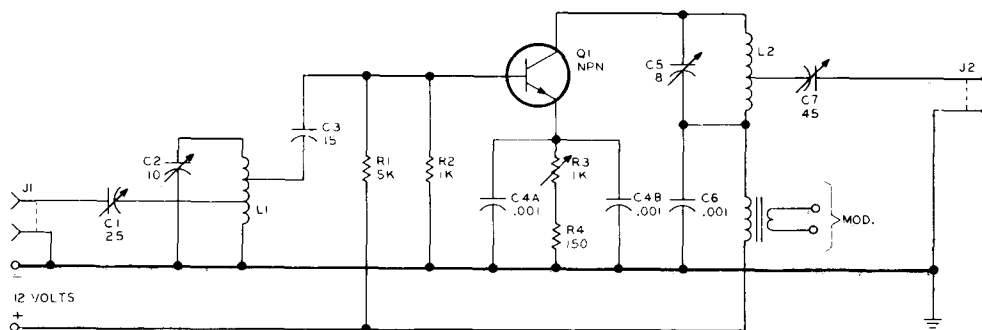 Q1
NPN
C5
8
L2
J2
C7
45
C3
15
C2
10
R1
5K
R2
1K
R3
1K
C4A
.001
C4B
.001
C6
.001
R4
150
MOD.
J1
C1
25
L1
–
12 VOLTS
+